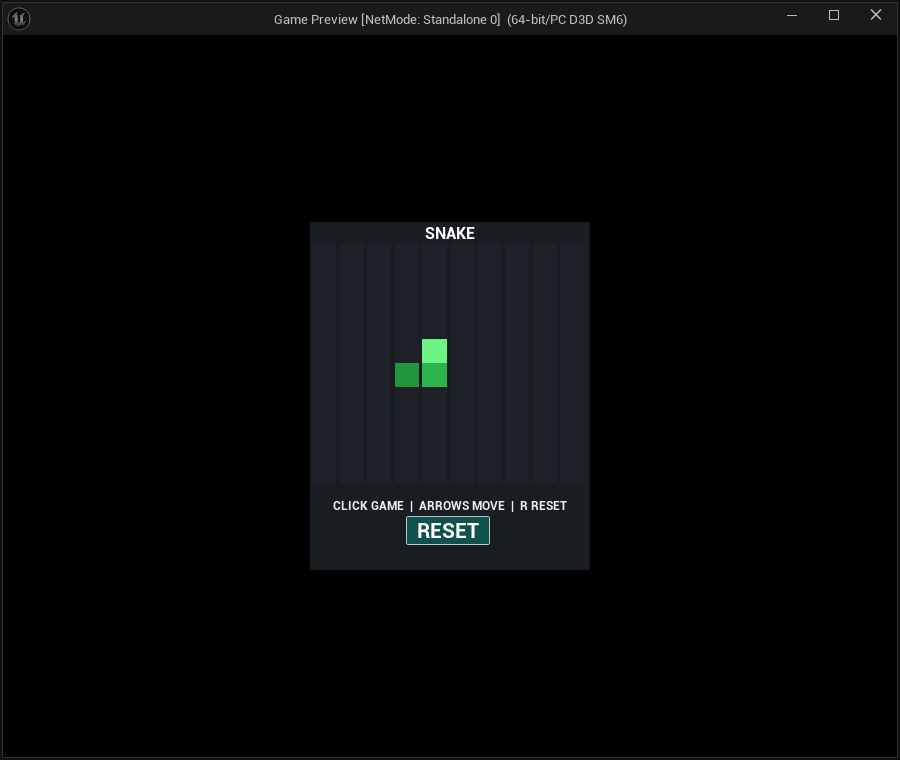 Game Preview [NetMode: Standalone 0] (64-bit/PC D3D SM6)
SNAKE
CLICK GAME | ARROWS MOVE | R RESET
RESET